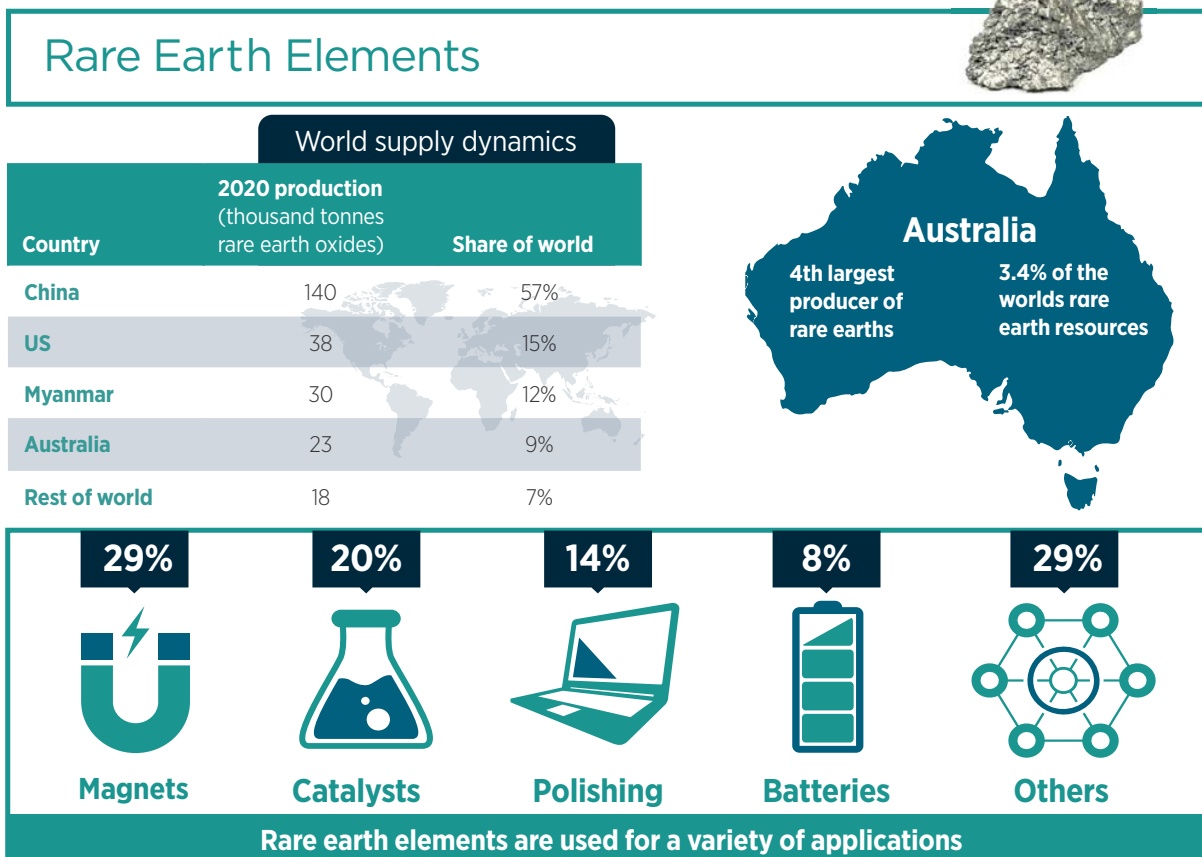 Rare Earth Elements
World supply dynamics
Country
2020 production
(thousand tonnes
rare earth oxides)
Share of world
China 140 57%
US 38 15%
Myanmar 30 12%
Australia 23 9%
Rest of world 18 7%
Australia
4th largest
producer of
rare earths
3.4% of the
worlds rare
earth resources
29%
Magnets
20%
Catalysts
14%
Polishing
8%
Batteries
29%
Others
Rare earth elements are used for a variety of applications